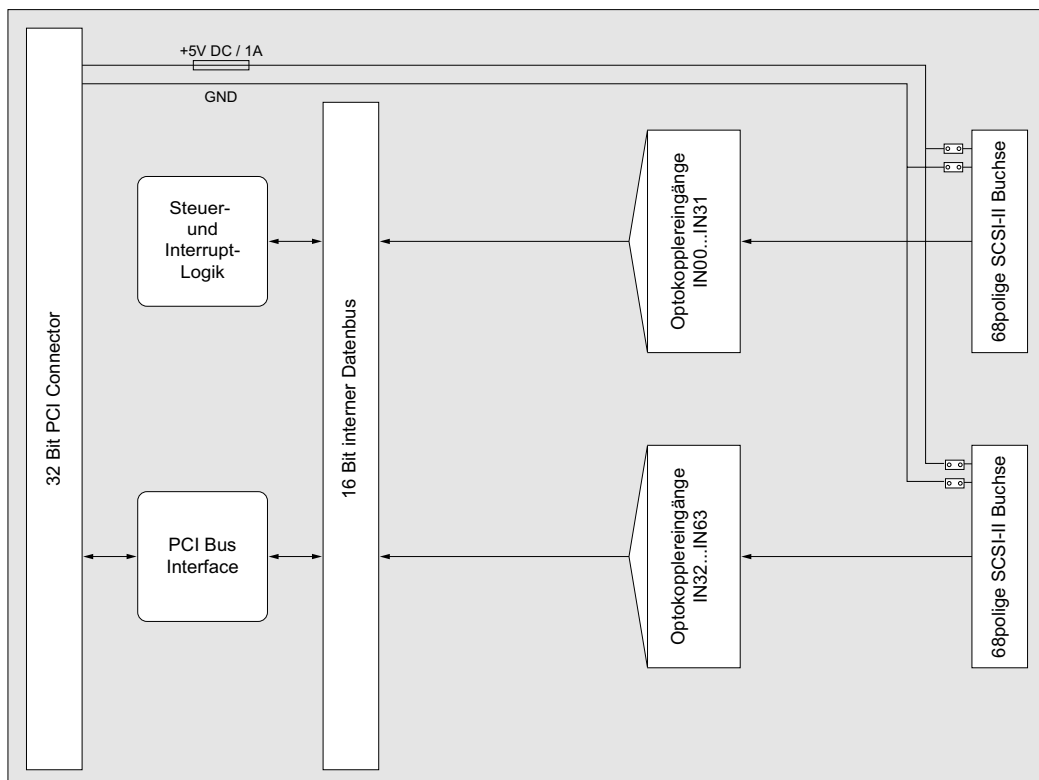 +5V DC / 1A
GND
32 Bit PCI Connector
Steuer-
und
Interrupt-
Logik
PCI Bus
Interface
16 Bit interner Datenbus
Optokopplereingänge
IN00...IN31
68polige SCSI-II Buchse
Optokopplereingänge
IN32...IN63
68polige SCSI-II Buchse